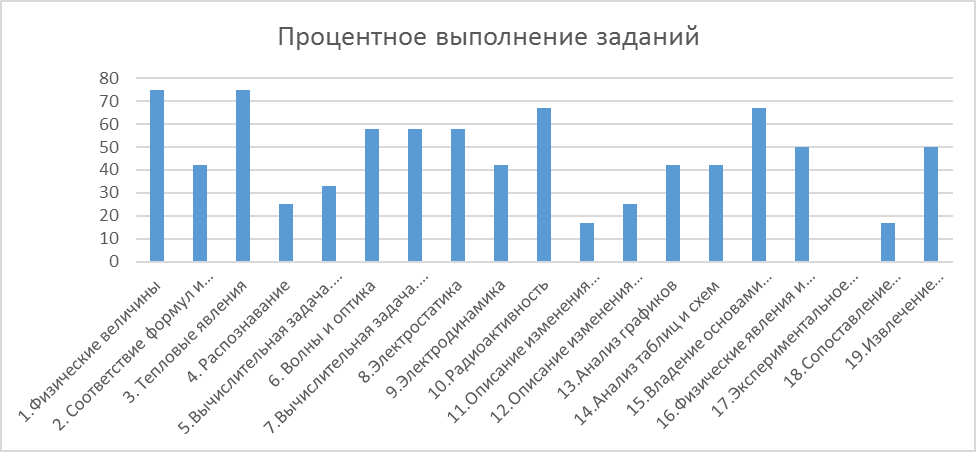 Процентное выполнение заданий
80
70
60
50
40
30
20
10
0
1.Физические величины
2. Соответствие формул и…
3. Тепловые явления
4. Распознавание
5.Вычислительная задача.…
6. Волны и оптика
7.Вычислительная задача.…
8.Электростатика
9.Электродинамика
10.Радиоактивность
11.Описание изменения…
12.Описание изменения…
13.Анализ графиков
14.Анализ таблиц и схем
15.Владение основами…
16. Физические явления и…
17.Экспериментальное…
18.Сопоставление…
19.Извлечение…